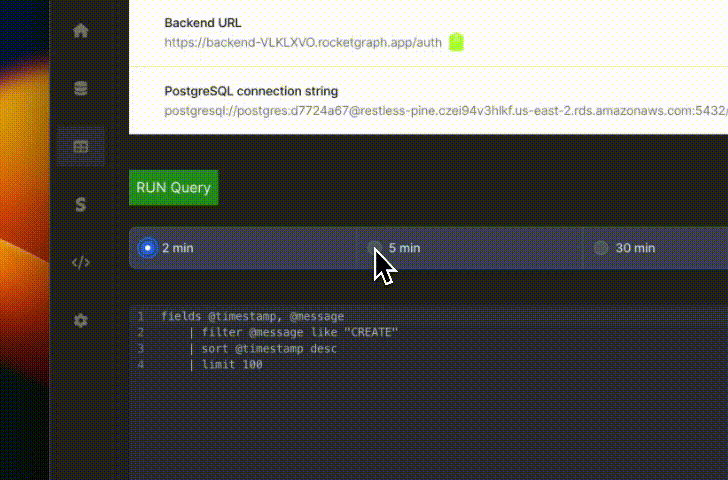 Backend URL
https://backend-VLKLXVO.rocketgraph.app/auth
PostgreSQL connection string
postgresql://postgres:d7724a67@restless-pine.czei94v3hlkf.us-east-2.rds.amazonaws.com:5432/
RUN Query
2 min
5 min
30 min
S
</>
1 fields @timestamp, @message
2 | filter @message like "CREATE"
3 | sort @timestamp desc
4 | limit 100